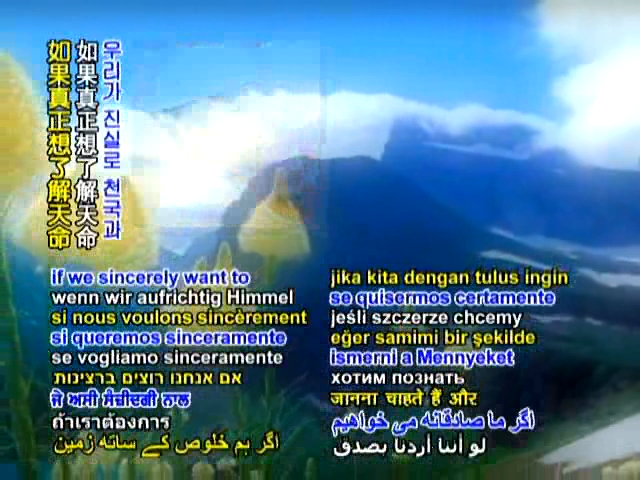 우리가 진실로 천국과
如果真正想了解天命
如果真正想了解天命
if we sincerely want to
wenn wir aufrichtig Himmel
si nous voulons sincèrement
si queremos sinceramente
se vogliamo sinceramente
אם אנחנו רוצים ברצינות
ਜੇ ਅਸੀ ਸੰਜ਼ੀਦਗੀ ਨਾਲ
ถ้าเราต้องการ
اگر ہم خلوص کے ساتھ زمین
jika kita dengan tulus ingin
se quisermos certamente
jeśli szczerze chcemy
eğer samimi bir şekilde
ismerni a Mennyeket
хотим познать
जानना चाहते हैं और
اگر ما صادقانه می خواهیم
لو أننا أردنا بصدق